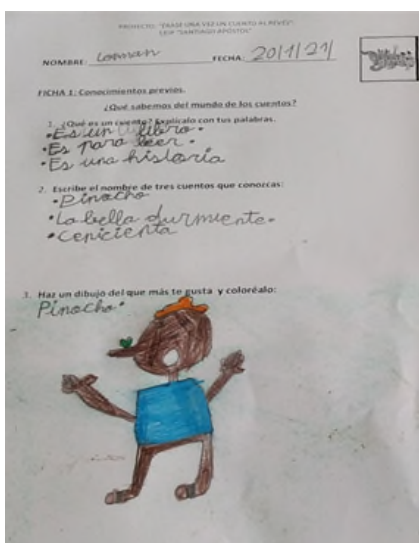 PROYECTO: "ÉRASE UNA VEZ UN CUENTO AL REVÉS".
CEIP "SANTIAGO APÓSTOL"
NOMBRE: FECHA: 20/1/21
FICHA 1: Conocimientos previos.
¿Qué sabemos del mundo de los cuentos?
1. ¿Qué es un cuento? Explícalo con tus palabras.
• Es un libro.
• Es para leer.
• Es una historia
2. Escribe el nombre de tres cuentos que conozcas:
• Pinocho
• La bella durmiente.
• Cenicienta
3. Haz un dibujo del que más te gusta y coloréalo:
Pinocho.